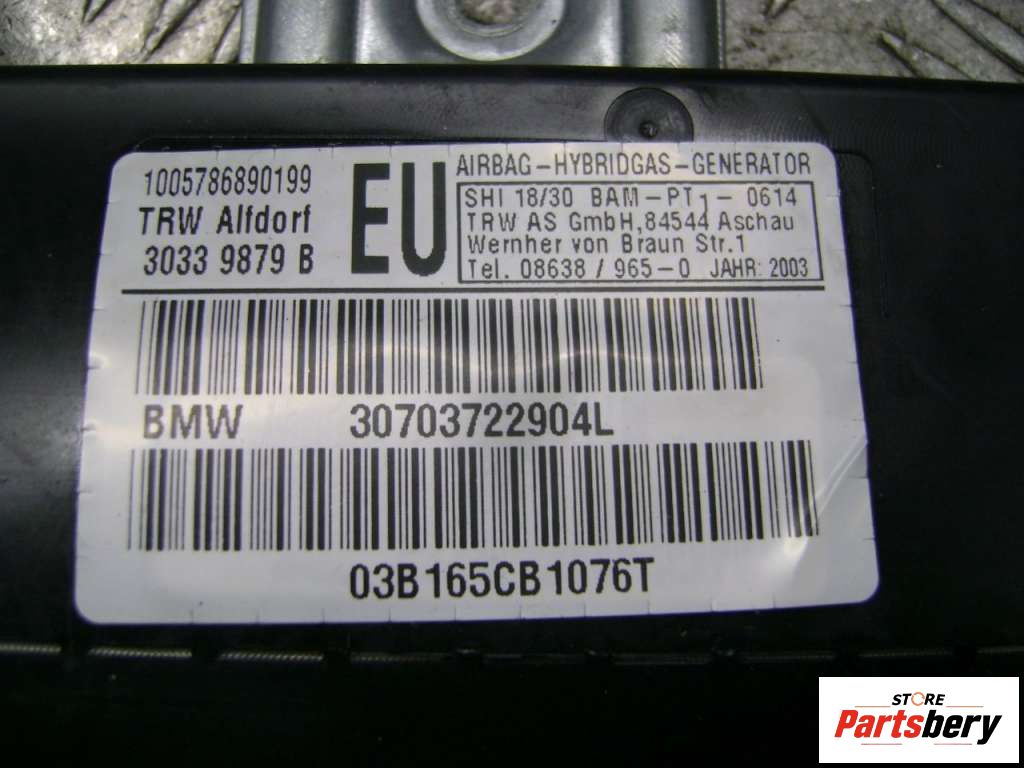 1005786890199
TRW Alfdorf
3033 9879 B
EU
AIRBAG-HYBRIDGAS-GENERATOR
SHI 18/30 BAM-PT1- 0614
TRW AS GmbH,84544 Aschau
Wernher von Braun Str.1
Tel. 08638 / 965-0 JAHR: 2003
BMW 30703722904L
03B165CB1076T
STORE
Partsbery